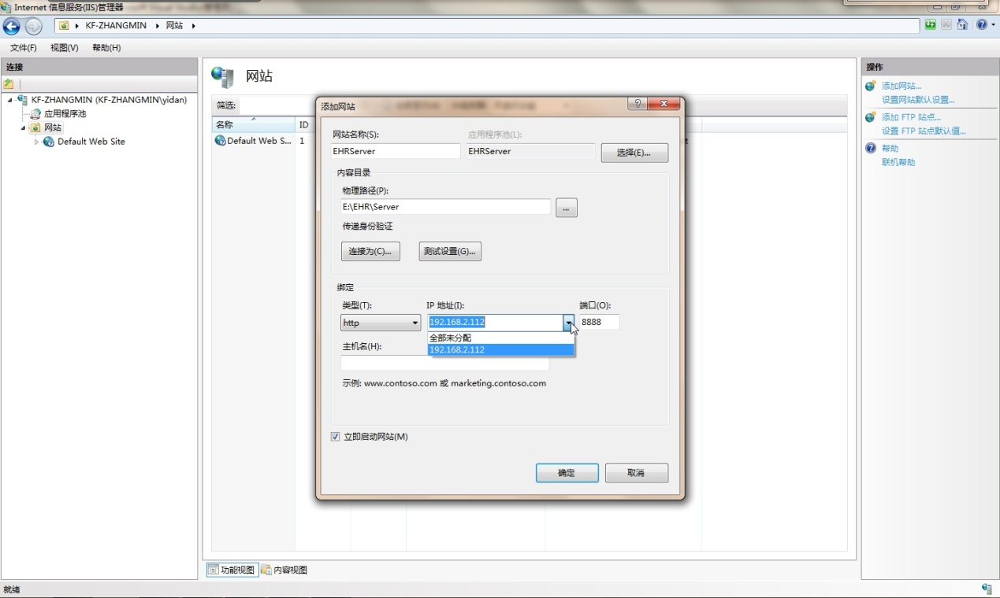 Internet 信息服务(IIS)管理器
KF-ZHANGMIN
网站
文件(F)
视图(V)
帮助(H)
连接
KF-ZHANGMIN (KF-ZHANGMIN\yidan)
应用程序池
网站
Default Web Site
网站
筛选:
名称
ID
Default Web S...
1
添加网站
网站名称(S):
应用程序池(L):
EHRServer
EHRServer
选择(E)...
内容目录
物理路径(P):
E:\EHR\Server
...
传递身份验证
连接为(C)...
测试设置(G)...
绑定
类型(T):
IP 地址(I):
端口(O):
http
192.168.2.112
8888
全部未分配
192.168.2.112
主机名(H):
示例: www.contoso.com 或 marketing.contoso.com
立即启动网站(M)
确定
取消
操作
添加网站...
设置网站默认设置...
添加 FTP 站点...
设置 FTP 站点默认值...
帮助
联机帮助
功能视图
内容视图
就绪